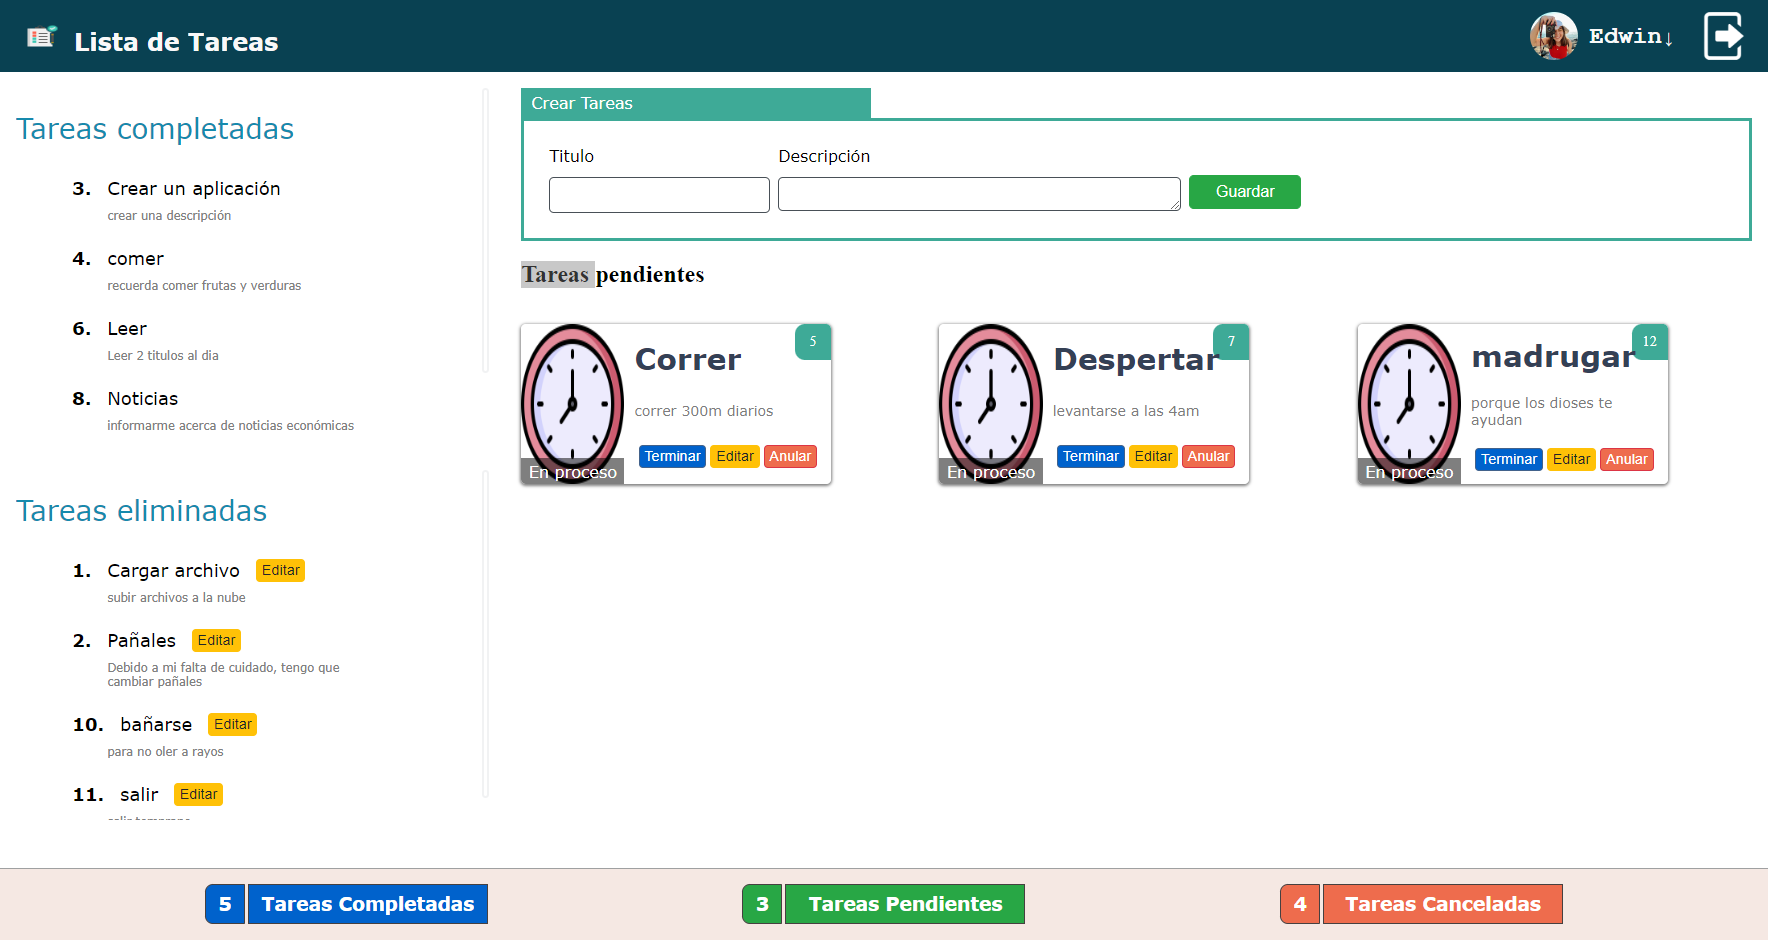 Lista de Tareas
Edwin↓
Tareas completadas
3. Crear un aplicación
crear una descripción
4. comer
recuerda comer frutas y verduras
6. Leer
Leer 2 titulos al dia
8. Noticias
informarme acerca de noticias económicas
Tareas eliminadas
1. Cargar archivo Editar
subir archivos a la nube
2. Pañales Editar
Debido a mi falta de cuidado, tengo que
cambiar pañales
10. bañarse Editar
para no oler a rayos
11. salir Editar
Crear Tareas
Titulo Descripción
Guardar
Tareas pendientes
5
Correr
correr 300m diarios
Terminar Editar Anular
En proceso
7
Despertar
levantarse a las 4am
Terminar Editar Anular
En proceso
12
madrugar
porque los dioses te
ayudan
Terminar Editar Anular
En proceso
5 Tareas Completadas
3 Tareas Pendientes
4 Tareas Canceladas